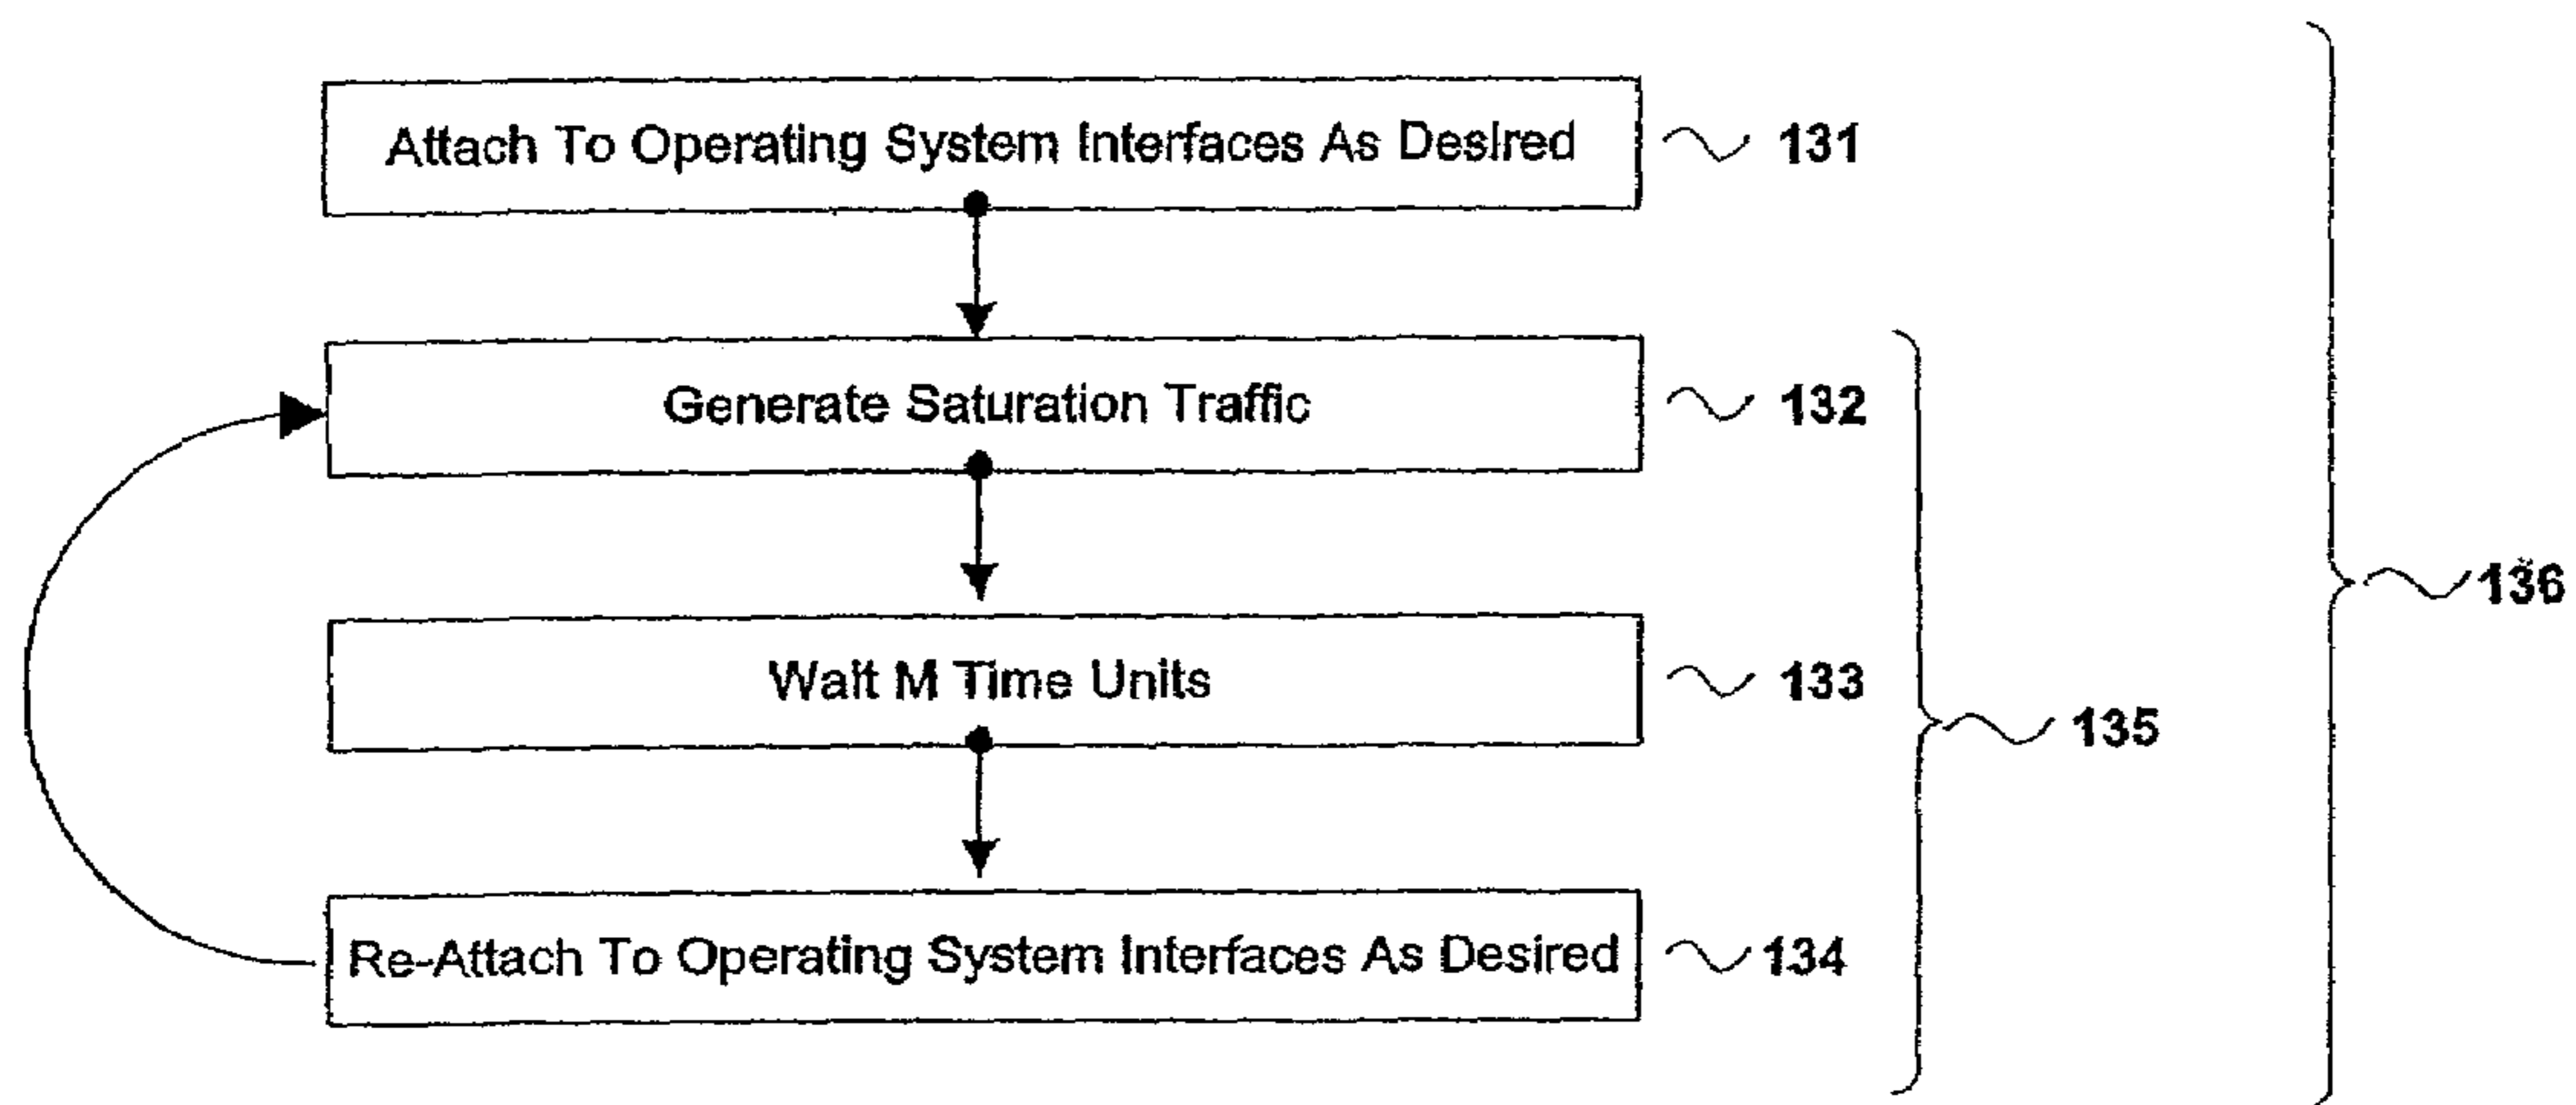 Attach To Operating System Interfaces As Desired 131
Generate Saturation Traffic 132
136
Wait M Time Units 133
135
Re-Attach To Operating System Interfaces As Desired 134